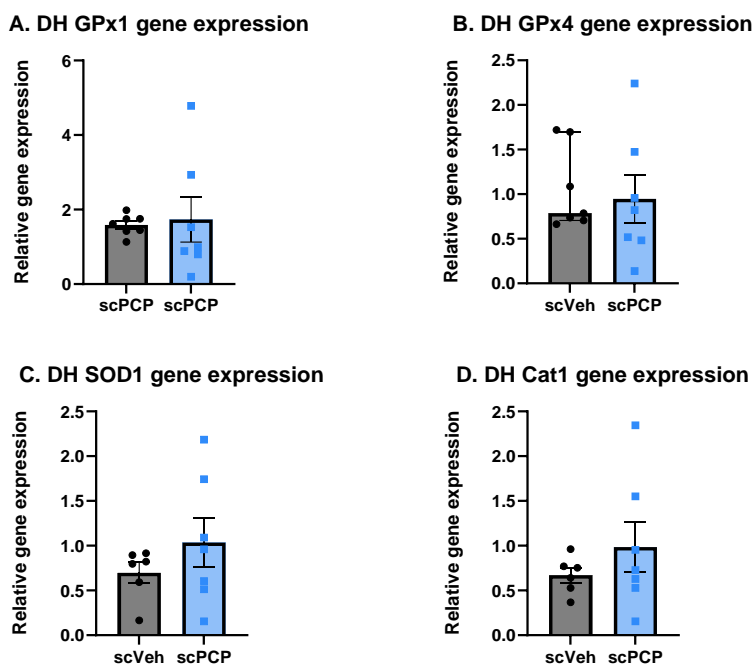 A. DH GPx1 gene expression
Relative gene expression
6
4
2
0
scPCP scPCP
B. DH GPx4 gene expression
Relative gene expression
2.5
2.0
1.5
1.0
0.5
0.0
scVeh scPCP
C. DH SOD1 gene expression
Relative gene expression
2.5
2.0
1.5
1.0
0.5
0.0
scVeh scPCP
D. DH Cat1 gene expression
Relative gene expression
2.5
2.0
1.5
1.0
0.5
0.0
scVeh scPCP